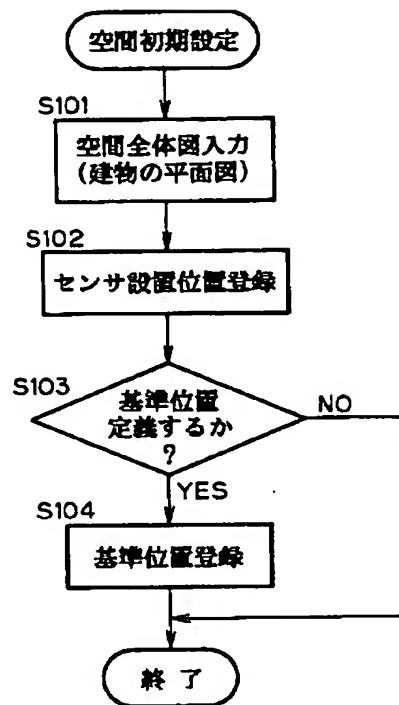 空間初期設定
S101
空間全体図入力
(建物の平面図)
S102
センサ設置位置登録
S103
基準位置
定義するか
?
NO
YES
S104
基準位置登録
終了